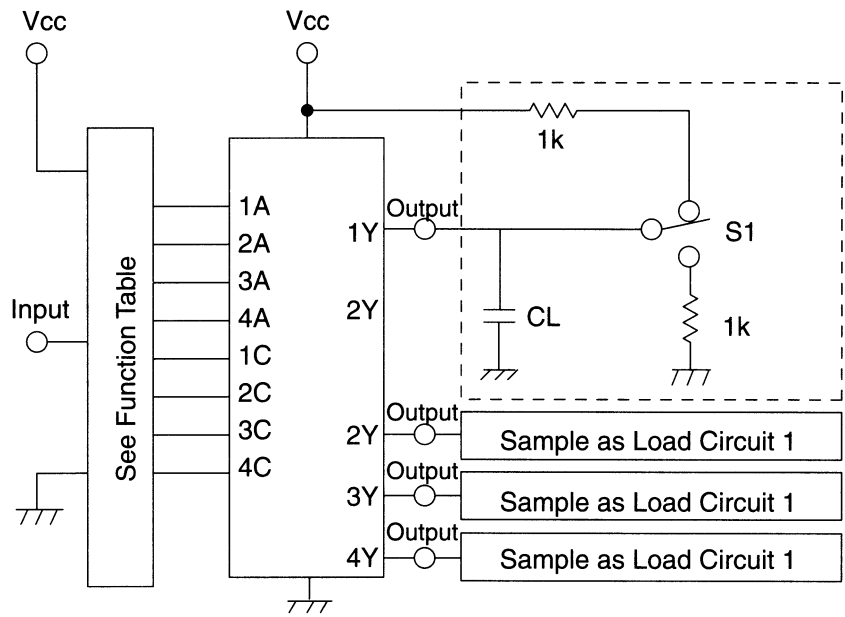 Vcc
Vcc
1k
1A
Output
1Y
S1
2A
3A
2Y
Input
4A
CL
1k
See Function Table
1C
2C
Output
3C
2Y
Sample as Load Circuit 1
4C
Output
3Y
Sample as Load Circuit 1
Output
4Y
Sample as Load Circuit 1